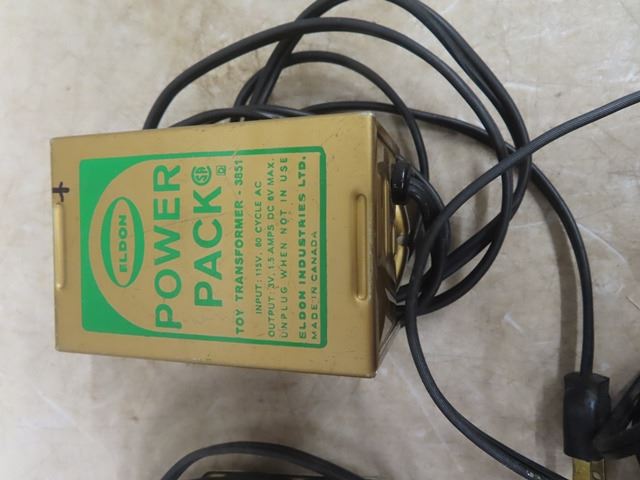 +
ELDON
POWER
PACK
TOY TRANSFORMER - 3851
INPUT: 115V. 60 CYCLE AC
OUTPUT: 3V. 1.5 AMPS DC 6V MAX.
UNPLUG WHEN NOT IN USE
ELDON INDUSTRIES LTD.
MADE IN CANADA